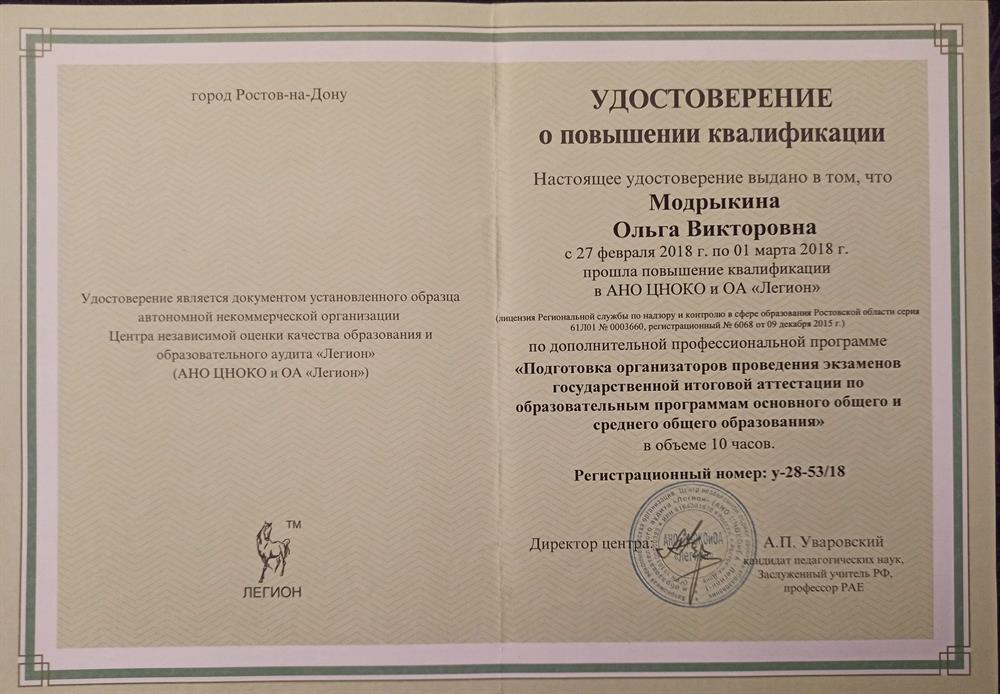 город Ростов-на-Дону
Удостоверение является документом установленного образца
автономной некоммерческой организации
Центра независимой оценки качества образования и
образовательного аудита «Легион»
(АНО ЦНОКО и ОА «Легион»)
TM
ЛЕГИОН
УДОСТОВЕРЕНИЕ
о повышении квалификации
Настоящее удостоверение выдано в том, что
Модрыкина
Ольга Викторовна
с 27 февраля 2018 г. по 01 марта 2018 г.
прошла повышение квалификации
в АНО ЦНОКО и ОА «Легион»
(лицензия Региональной службы по надзору и контролю в сфере образования Ростовской области серия
61Л01 № 0003660, регистрационный № 6068 от 09 декабря 2015 г.)
по дополнительной профессиональной программе
«Подготовка организаторов проведения экзаменов
государственной итоговой аттестации по
образовательным программам основного общего и
среднего общего образования»
в объеме 10 часов.
Регистрационный номер: у-28-53/18
Директор центра:
А.П. Уваровский
кандидат педагогических наук,
Заслуженный учитель РФ,
профессор РАЕ